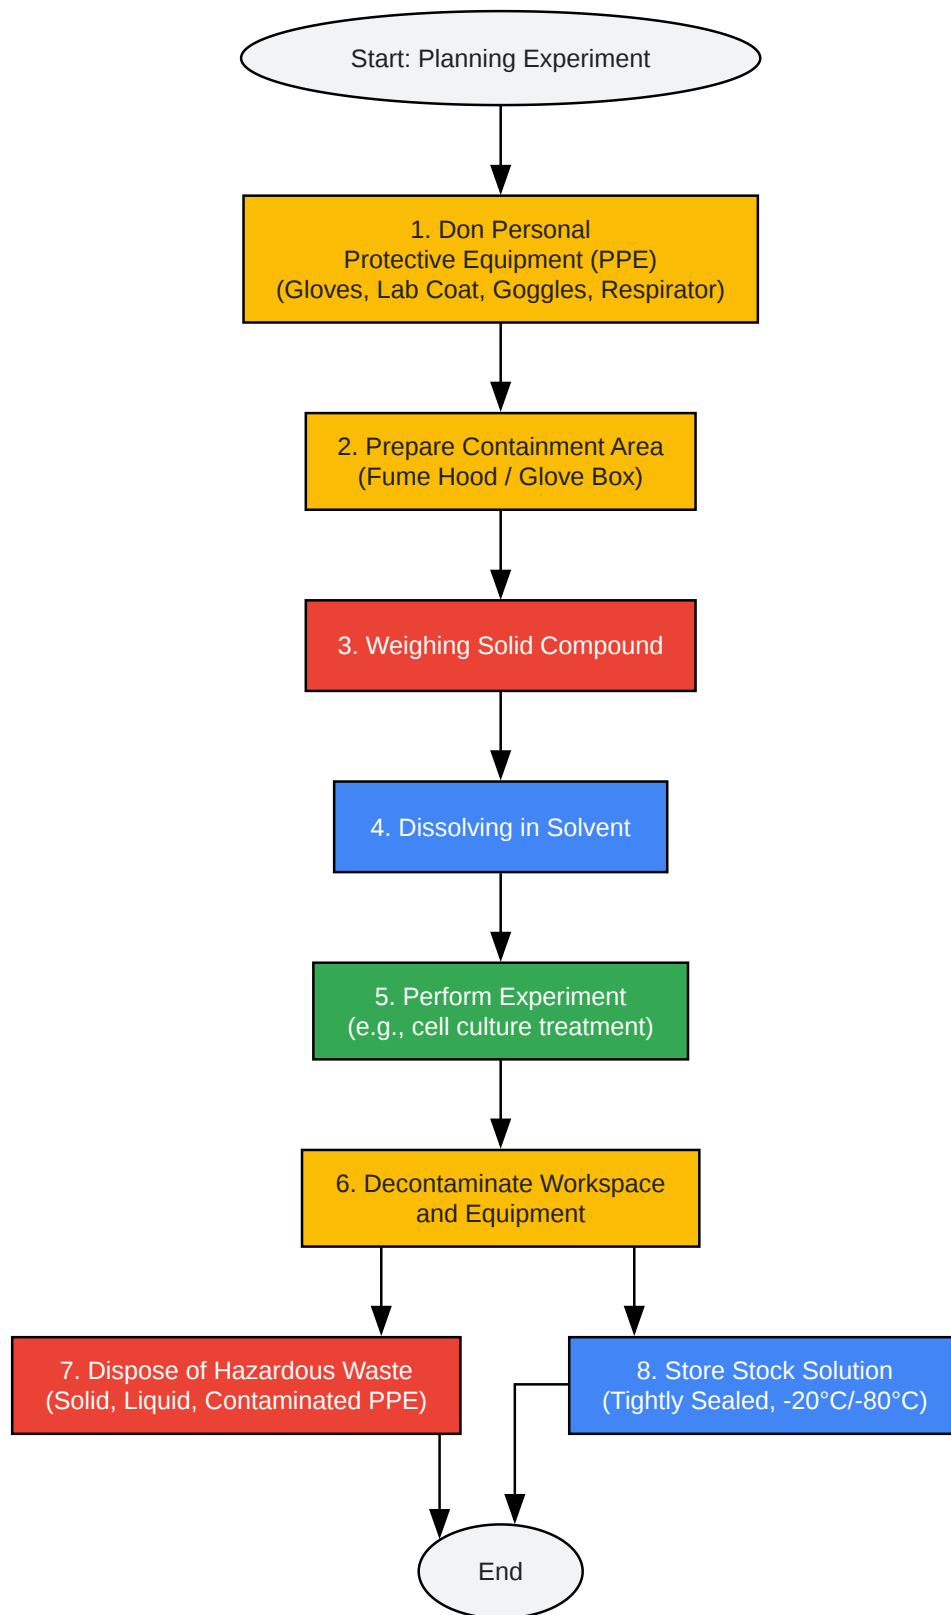 Start: Planning Experiment
1. Don Personal
Protective Equipment (PPE)
(Gloves, Lab Coat, Goggles, Respirator)
2. Prepare Containment Area
(Fume Hood / Glove Box)
3. Weighing Solid Compound
4. Dissolving in Solvent
5. Perform Experiment
(e.g., cell culture treatment)
6. Decontaminate Workspace
and Equipment
7. Dispose of Hazardous Waste
(Solid, Liquid, Contaminated PPE)
8. Store Stock Solution
(Tightly Sealed, -20°C/-80°C)
End